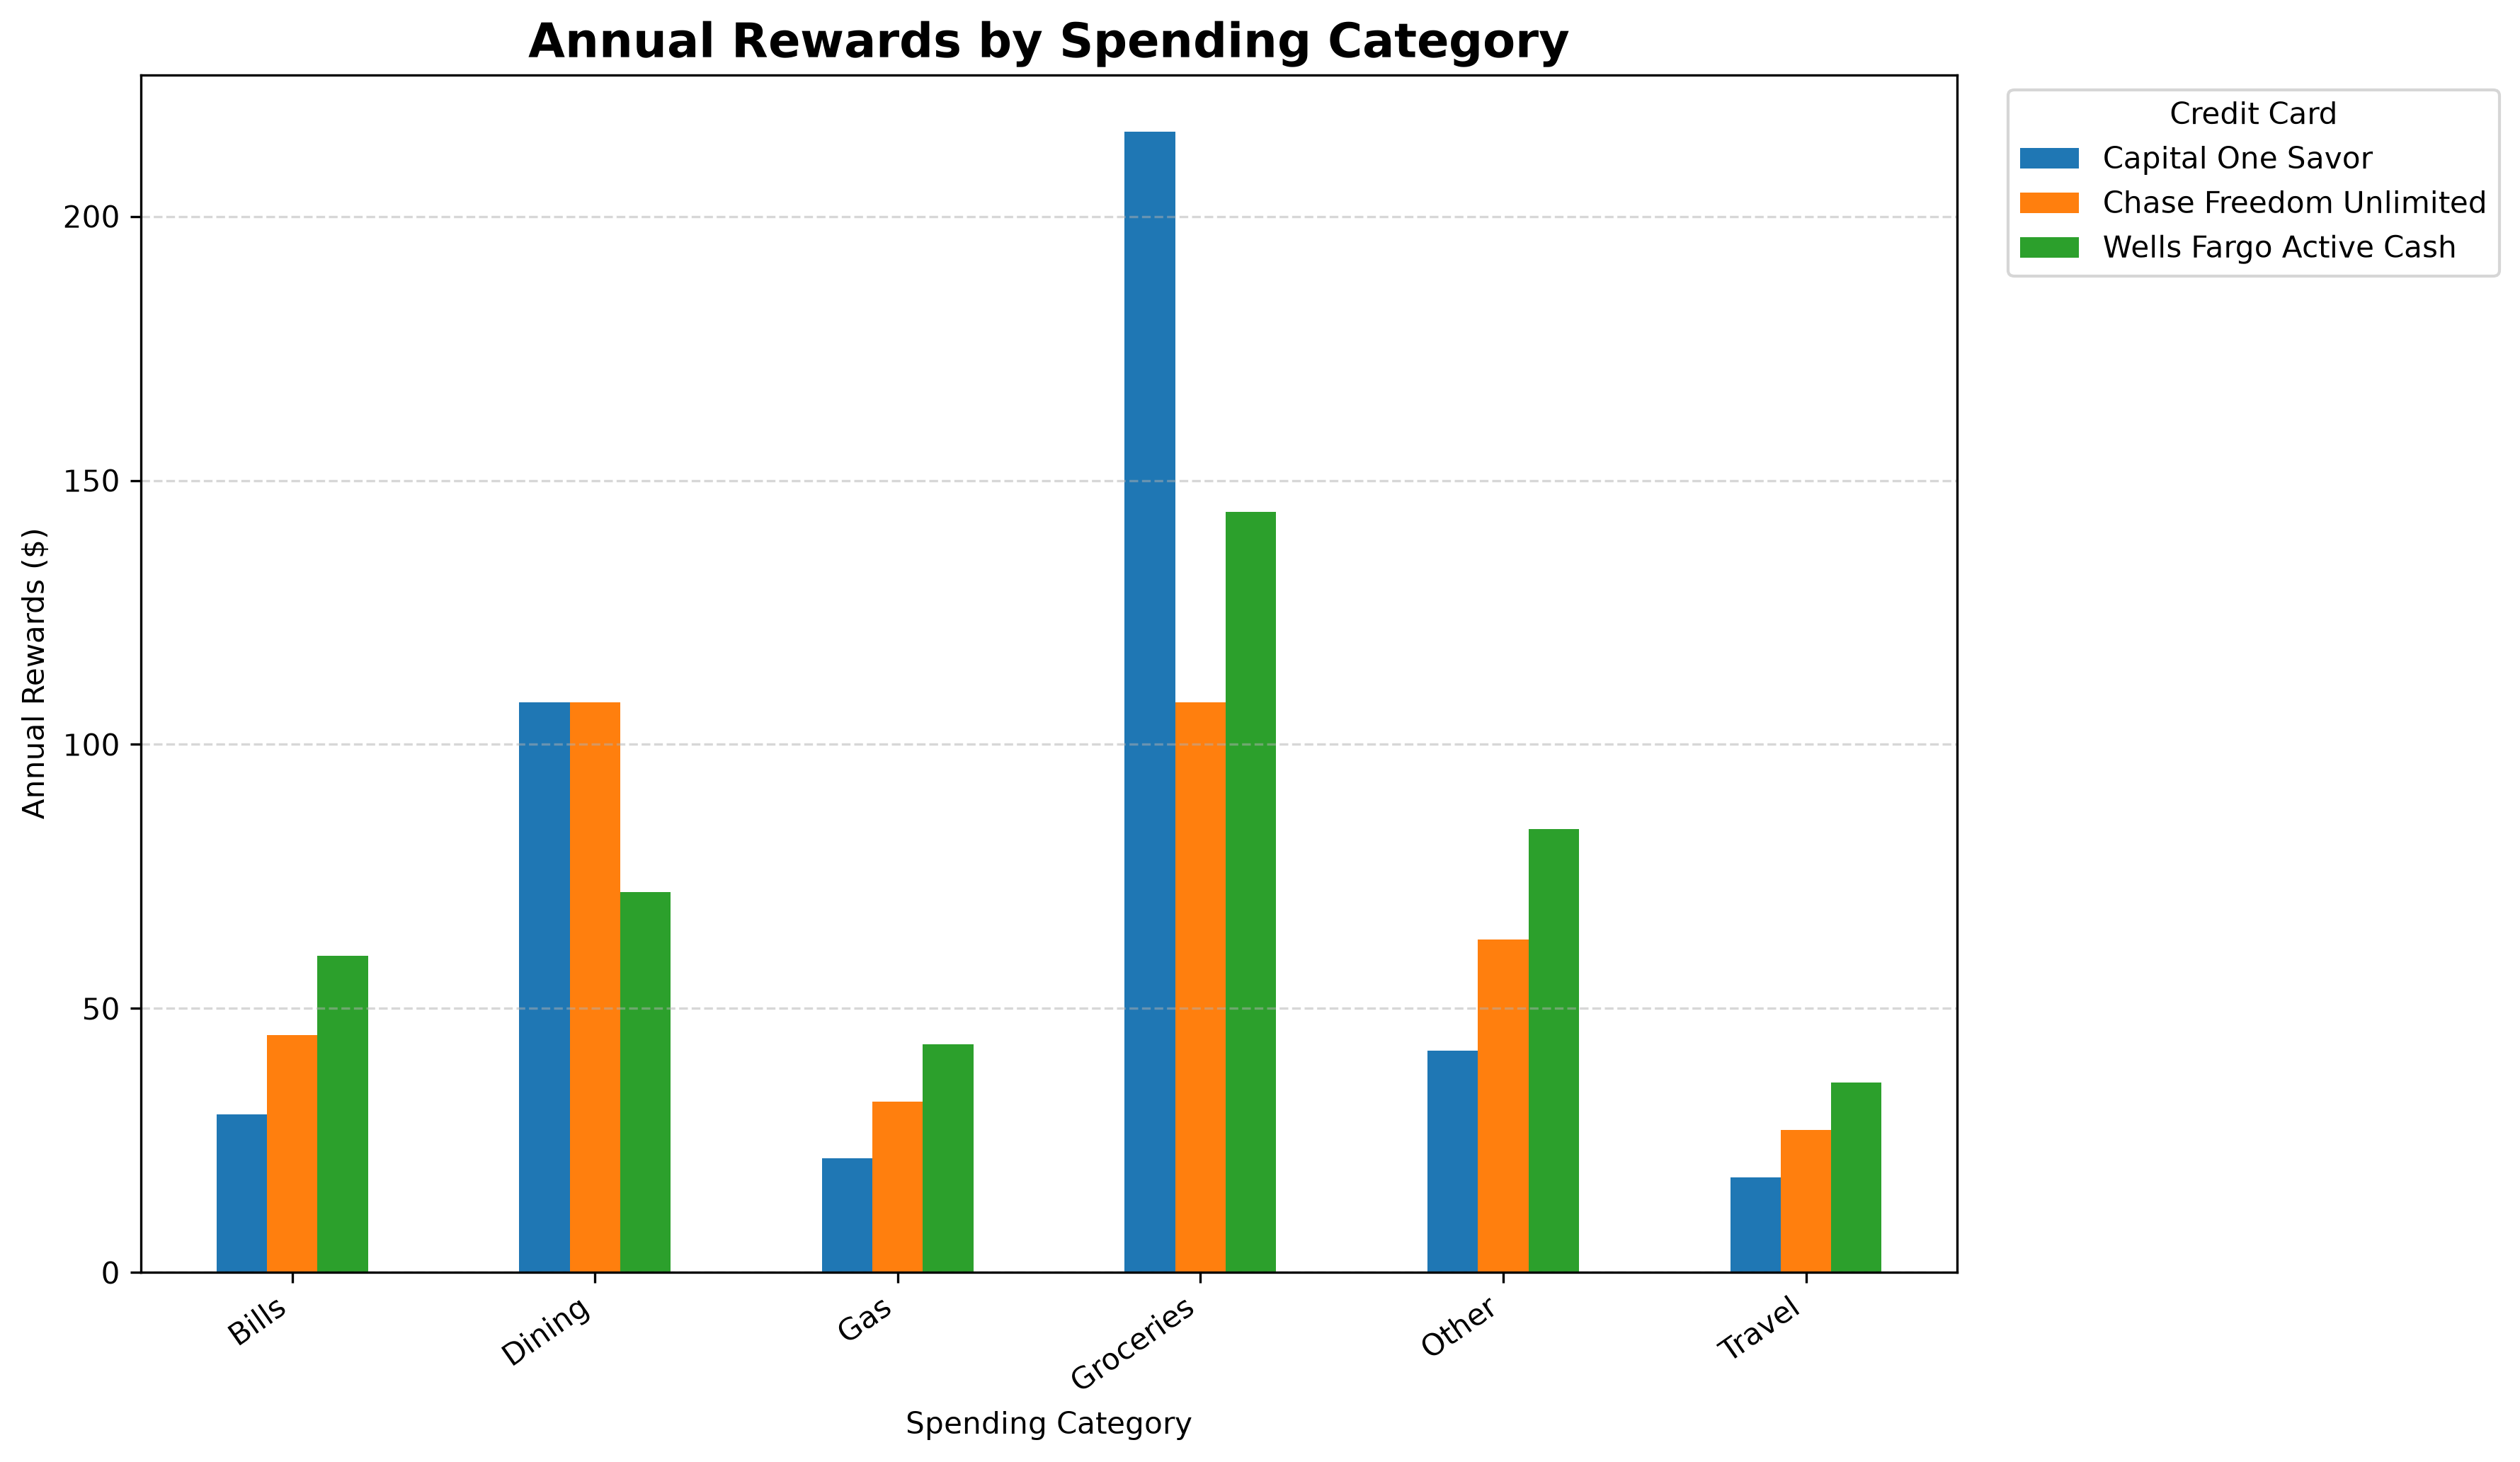 Annual Rewards by Spending Category
Credit Card
Capital One Savor
Chase Freedom Unlimited
Wells Fargo Active Cash
Annual Rewards ($)
200
150
100
50
0
Bills
Dining
Gas
Groceries
Other
Travel
Spending Category